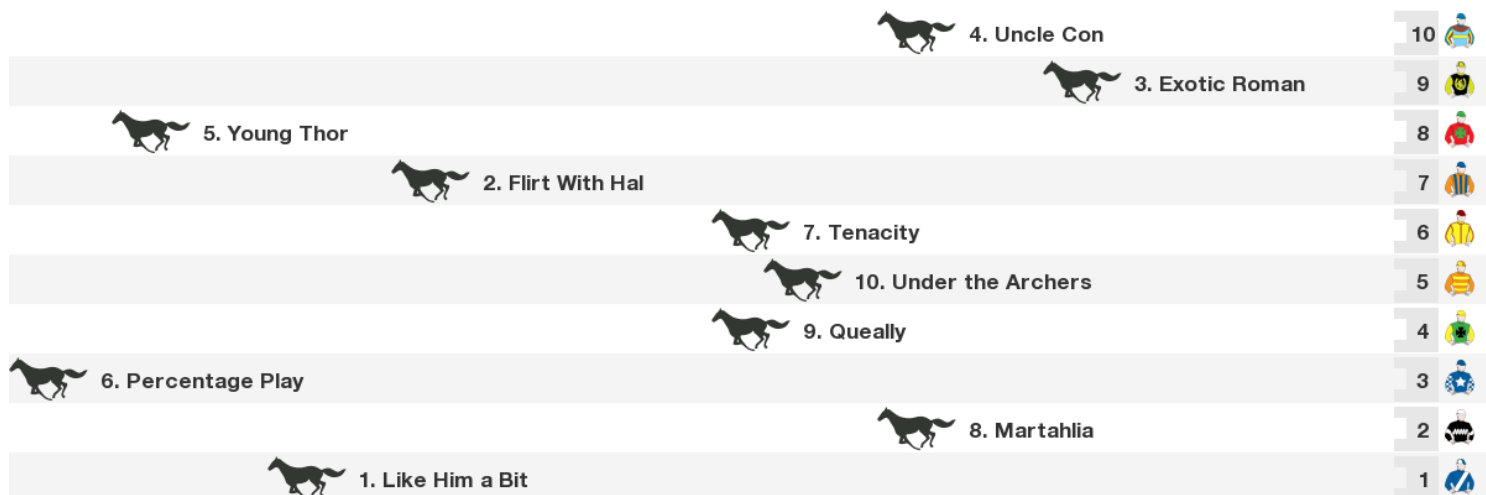 4. Uncle Con 10
3. Exotic Roman 9
5. Young Thor 8
2. Flirt With Hal 7
7. Tenacity 6
10. Under the Archers 5
9. Queally 4
6. Percentage Play 3
8. Martahlia 2
1. Like Him a Bit 1